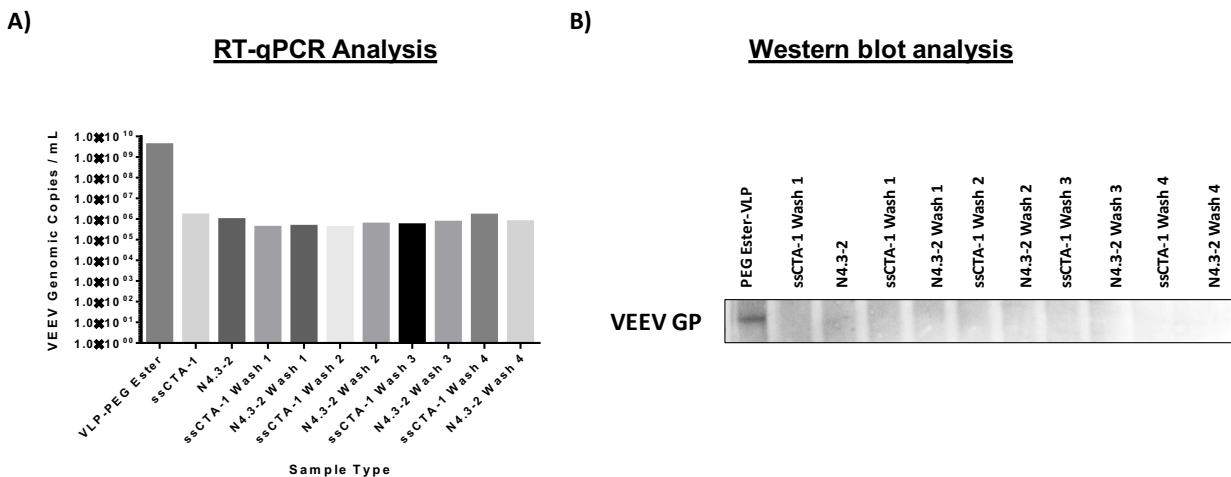 A)
RT-qPCR Analysis
VEEV Genomic Copies / mL
1.0✖10 10
1.0✖10 09
1.0✖10 08
1.0✖10 07
1.0✖10 06
1.0✖10 05
1.0✖10 04
1.0✖10 03
1.0✖10 02
1.0✖10 01
1.0✖10 00
VLP-PEG Ester
ssCTA-1
N4.3-2
ssCTA-1 Wash 1
N4.3-2 Wash 1
ssCTA-1 Wash 2
N4.3-2 Wash 2
ssCTA-1 Wash 3
N4.3-2 Wash 3
ssCTA-1 Wash 4
N4.3-2 Wash 4
Sample Type
B)
Western blot analysis
PEG Ester-VLP
ssCTA-1 Wash 1
N4.3-2
ssCTA-1 Wash 1
N4.3-2 Wash 1
ssCTA-1 Wash 2
N4.3-2 Wash 2
ssCTA-1 Wash 3
N4.3-2 Wash 3
ssCTA-1 Wash 4
N4.3-2 Wash 4
VEEV GP